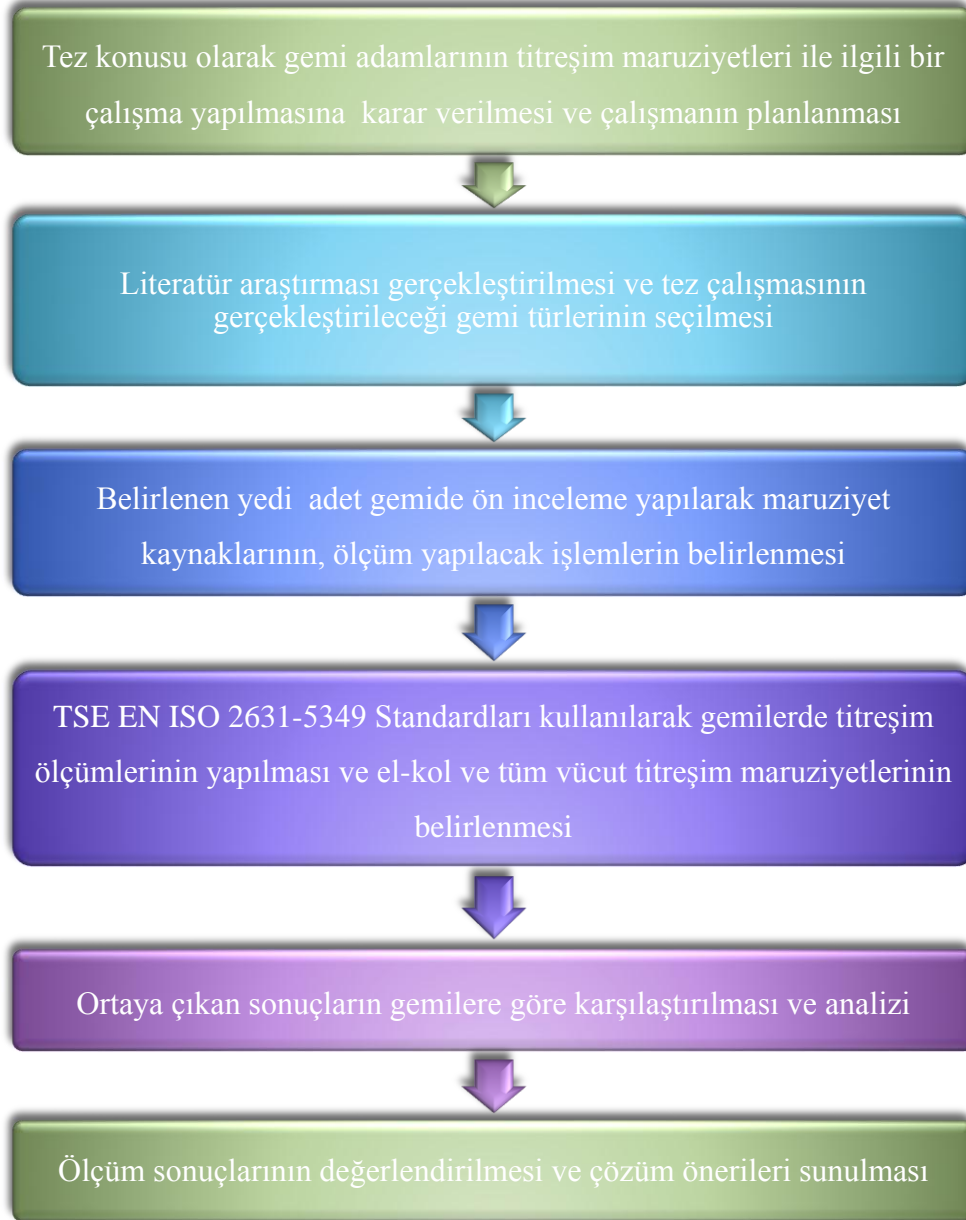 Tez konusu olarak gemi adamlarının titreşim maruziyetleri ile ilgili bir
çalışma yapılmasına karar verilmesi ve çalışmanın planlanması
Literatür araştırması gerçekleştirilmesi ve tez çalışmasının
gerçekleştirileceği gemi türlerinin seçilmesi
Belirlenen yedi adet gemide ön inceleme yapılarak maruziyet
kaynaklarının, ölçüm yapılacak işlemlerin belirlenmesi
TSE EN ISO 2631-5349 Standardları kullanılarak gemilerde titreşim
ölçümlerinin yapılması ve el-kol ve tüm vücut titreşim maruziyetlerinin
belirlenmesi
Ortaya çıkan sonuçların gemilere göre karşılaştırılması ve analizi
Ölçüm sonuçlarının değerlendirilmesi ve çözüm önerileri sunulması